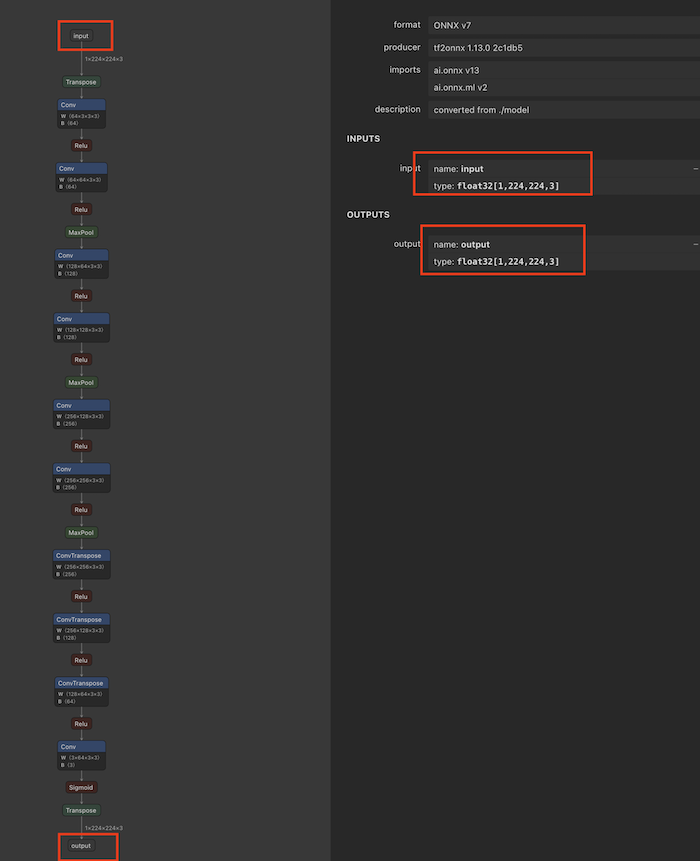 input
1×224×224×3
Transpose
Conv
W ⟨64×3×3×3⟩
B ⟨64⟩
Relu
Conv
W ⟨64×64×3×3⟩
B ⟨64⟩
Relu
MaxPool
Conv
W ⟨128×64×3×3⟩
B ⟨128⟩
Relu
Conv
W ⟨128×128×3×3⟩
B ⟨128⟩
Relu
MaxPool
Conv
W ⟨256×128×3×3⟩
B ⟨256⟩
Relu
Conv
W ⟨256×256×3×3⟩
B ⟨256⟩
Relu
MaxPool
ConvTranspose
W ⟨256×256×3×3⟩
B ⟨256⟩
Relu
ConvTranspose
W ⟨256×128×3×3⟩
B ⟨128⟩
Relu
ConvTranspose
W ⟨128×64×3×3⟩
B ⟨64⟩
Relu
Conv
W ⟨3×64×3×3⟩
B ⟨3⟩
Sigmoid
Transpose
1×224×224×3
output
format ONNX v7
producer tf2onnx 1.13.0 2c1db5
imports ai.onnx v13
ai.onnx.ml v2
description converted from ./model
INPUTS
input name: input
type: float32[1,224,224,3]
OUTPUTS
output name: output
type: float32[1,224,224,3]